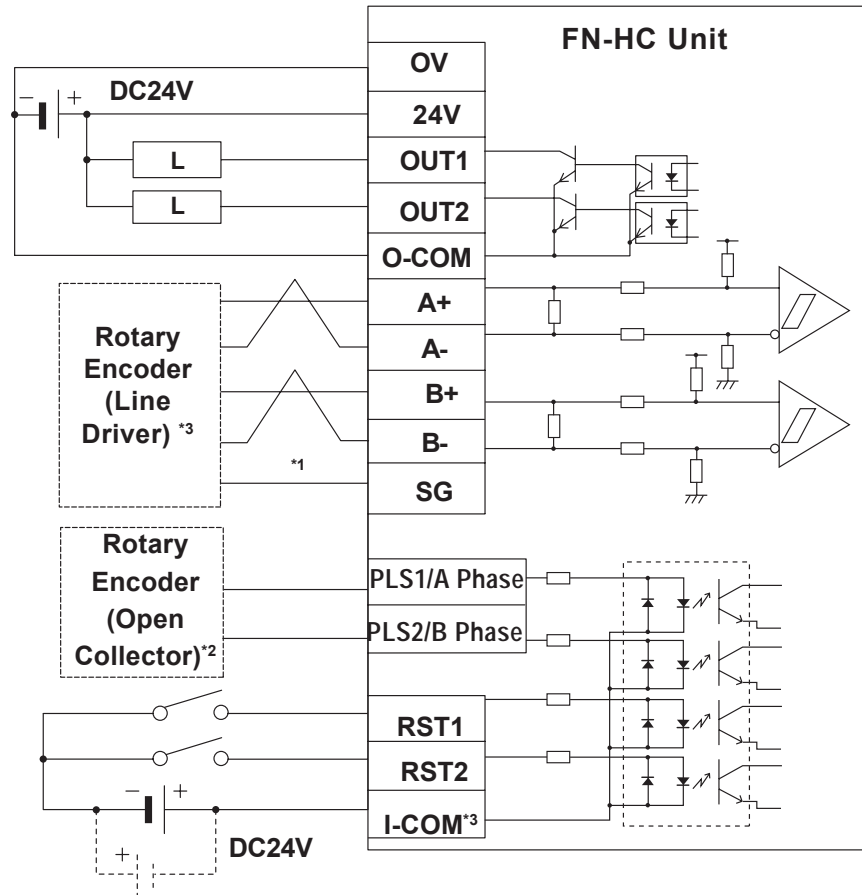 FN-HC Unit
OV
DC24V
− +
24V
L
OUT1
L
OUT2
O-COM
A+
Rotary
Encoder
(Line
Driver) *3
A-
B+
B-
*1
SG
Rotary
Encoder
(Open
Collector)*2
PLS1/A Phase
PLS2/B Phase
RST1
RST2
− +
I-COM*3
DC24V
+